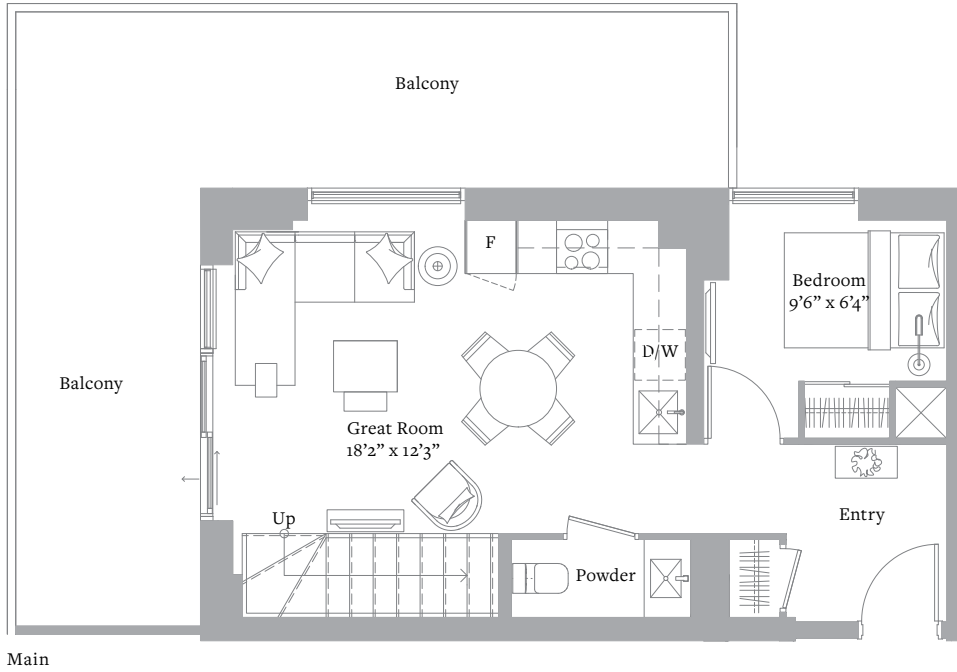 Balcony
F
Bedroom
9’6” x 6’4”
D/W
Balcony
Great Room
18’2” x 12’3”
Up
Entry
Powder
Main